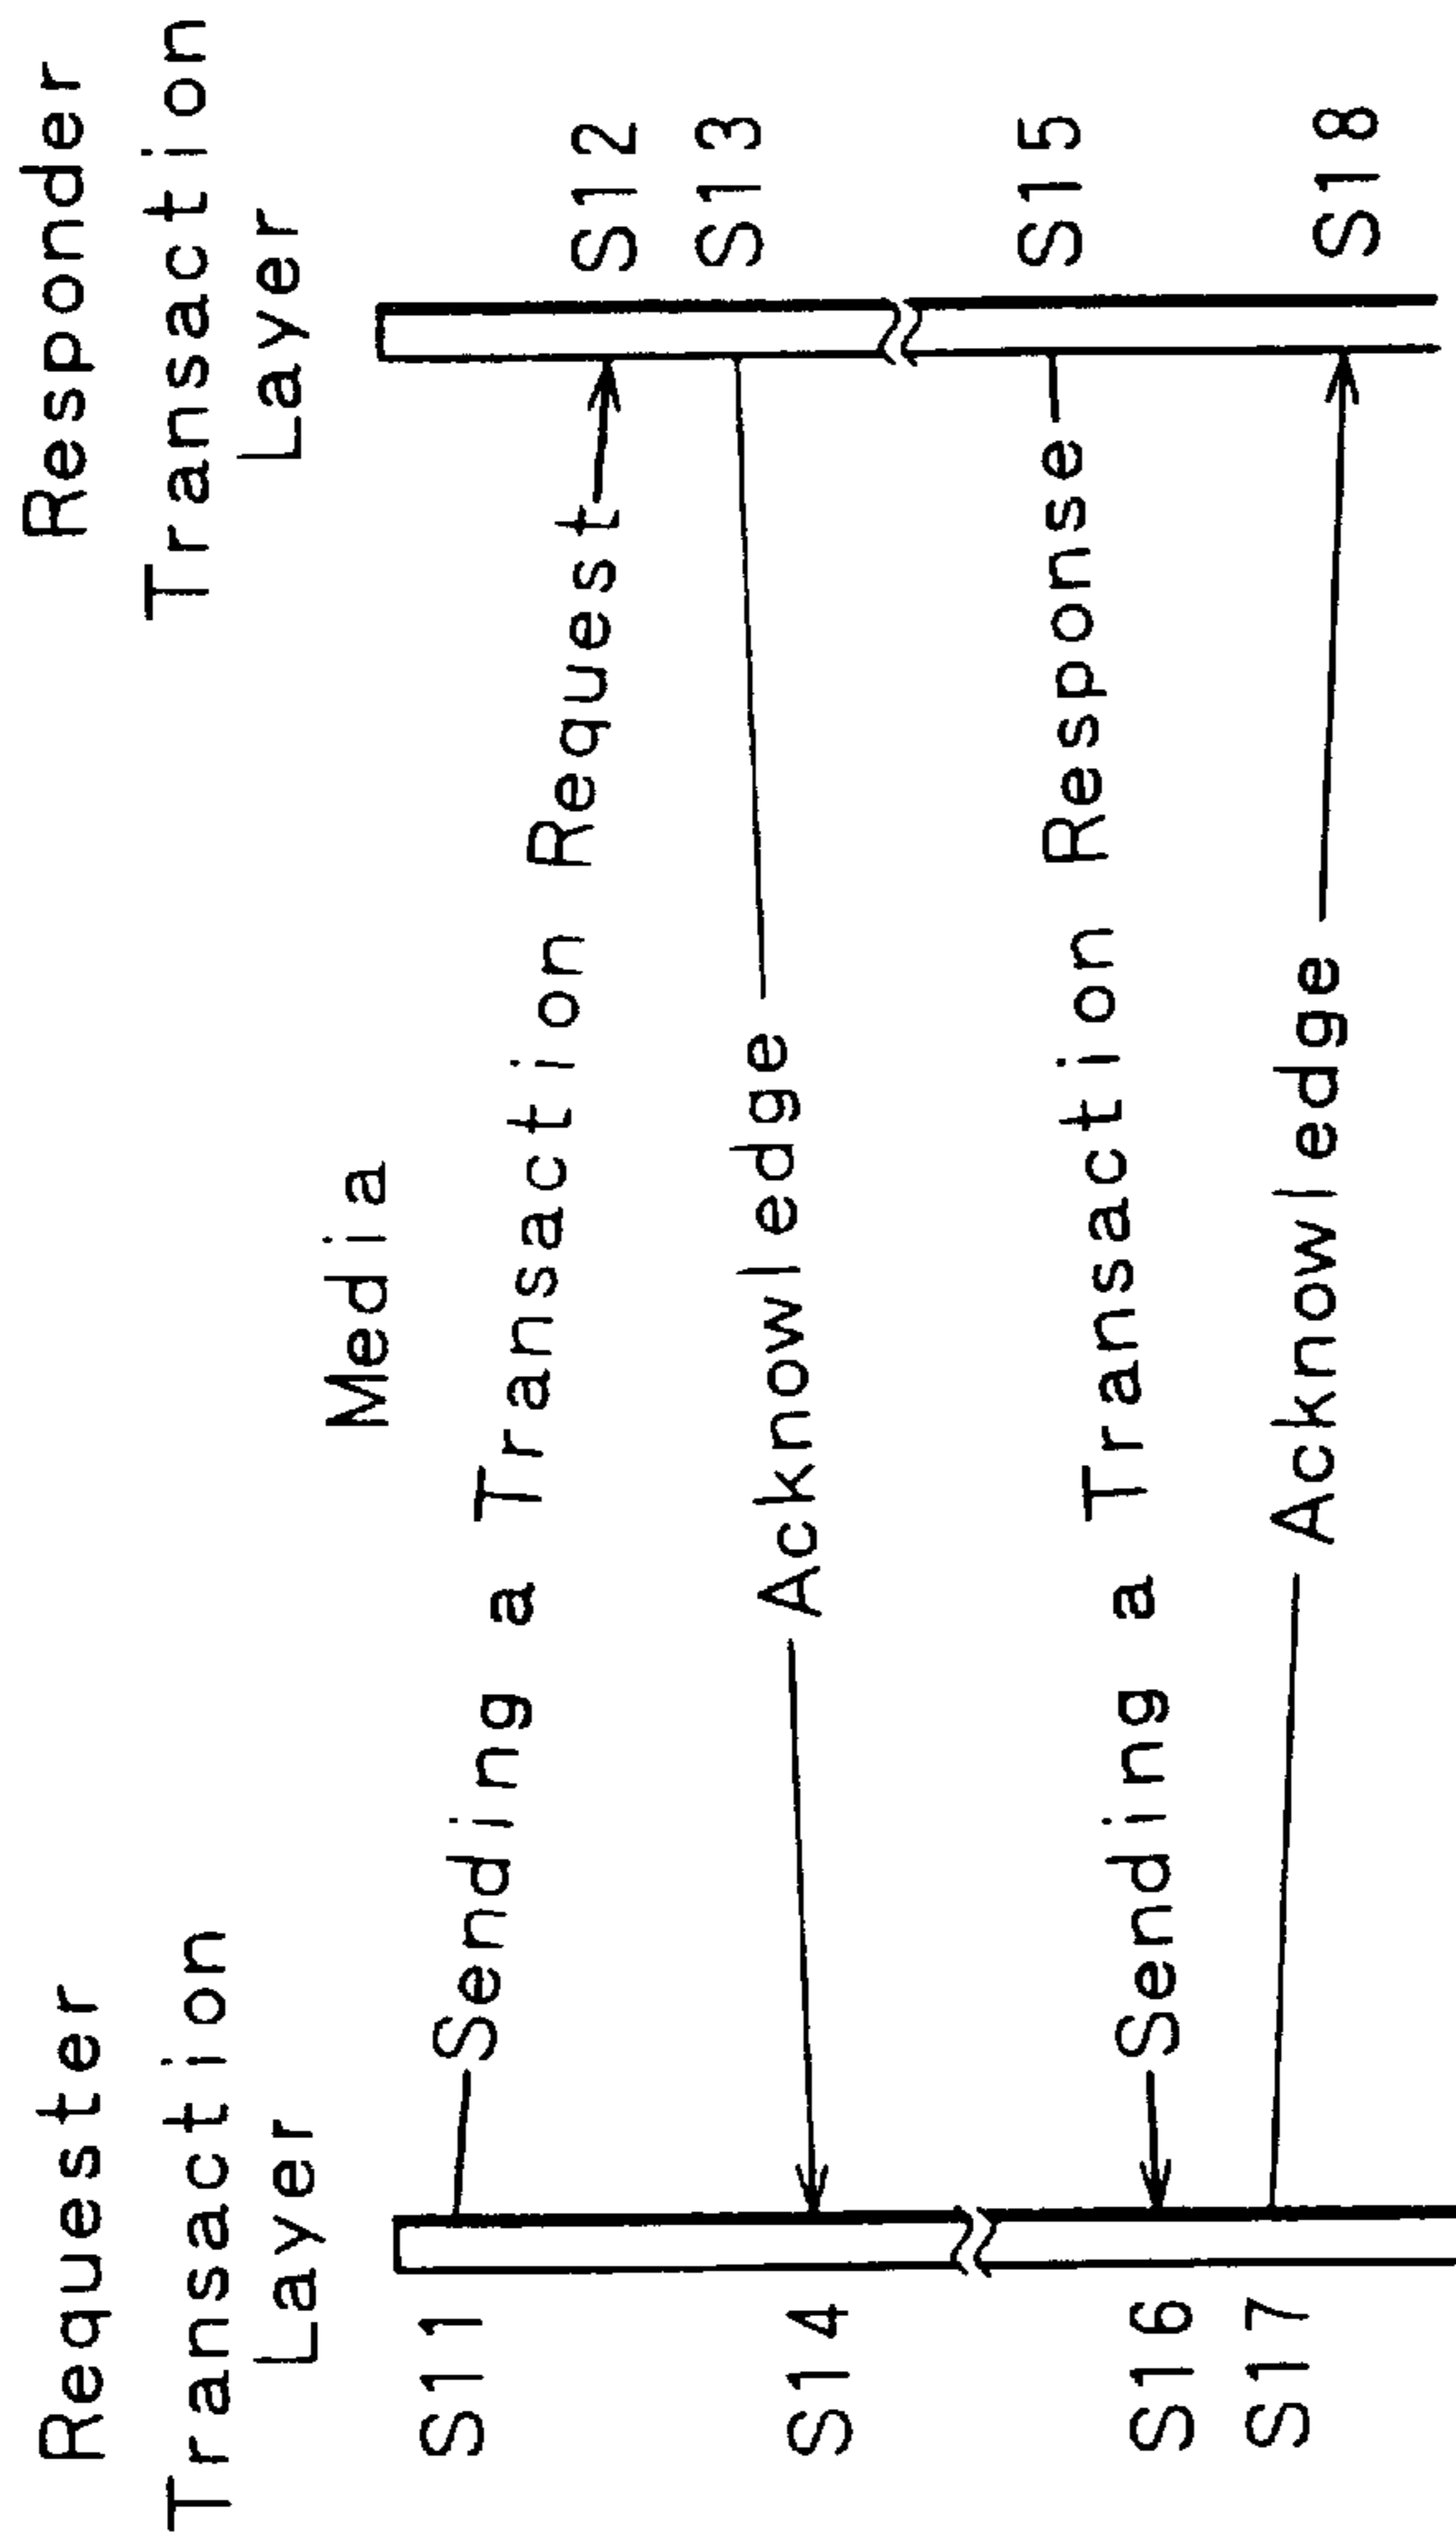 Requester
Transaction
Layer
Media
Responder
Transaction
Layer
S11
Sending a Transaction Request
S12
S13
Acknowledge
S14
S15
Sending a Transaction Response
S16
S17
Acknowledge
S18